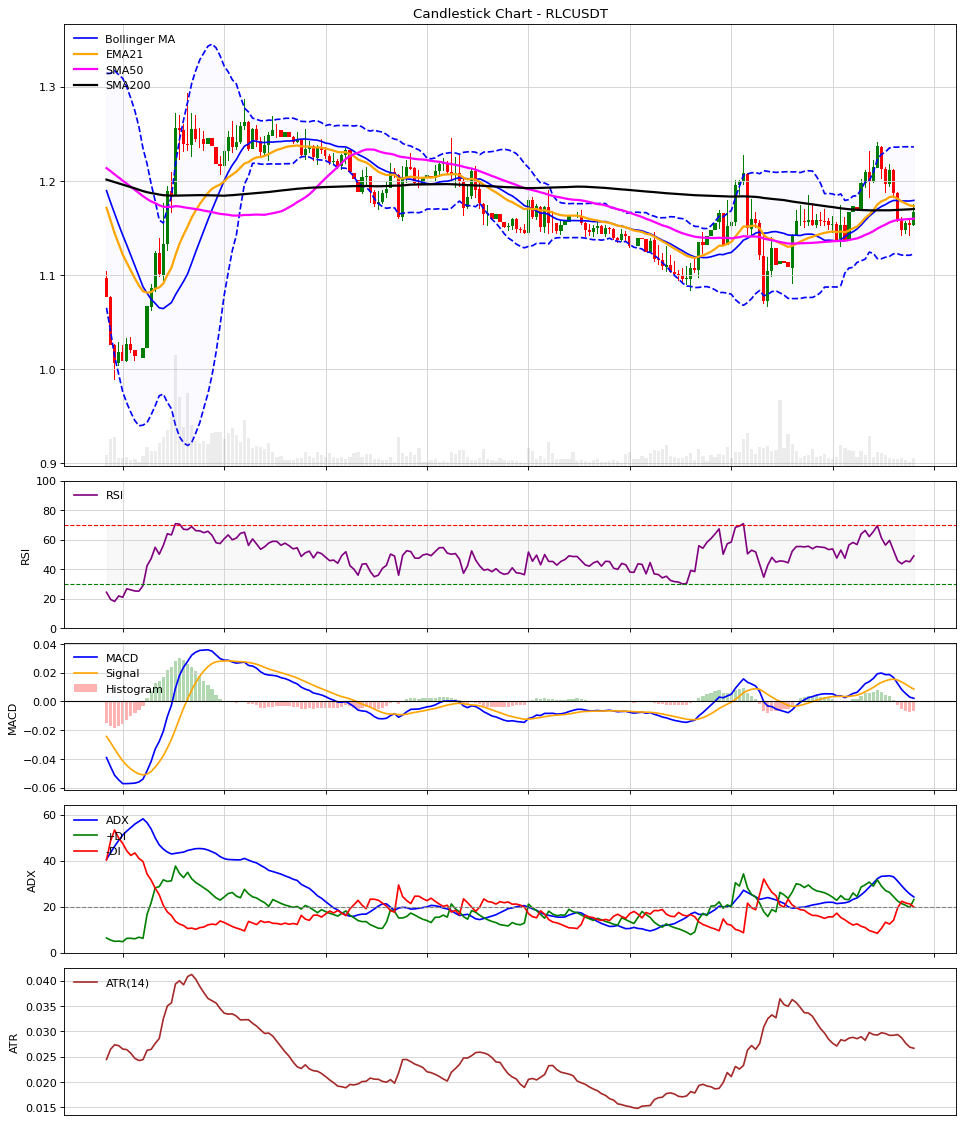 Candlestick Chart - RLCUSDT
Bollinger MA
EMA21
SMA50
SMA200
1.3
1.2
1.1
1.0
0.9
RSI
RSI
100
80
60
40
20
0
MACD
Signal
Histogram
MACD
0.04
0.02
0.00
−0.02
−0.04
−0.06
ADX
+DI
-DI
ADX
60
40
20
0
ATR(14)
ATR
0.040
0.035
0.030
0.025
0.020
0.015